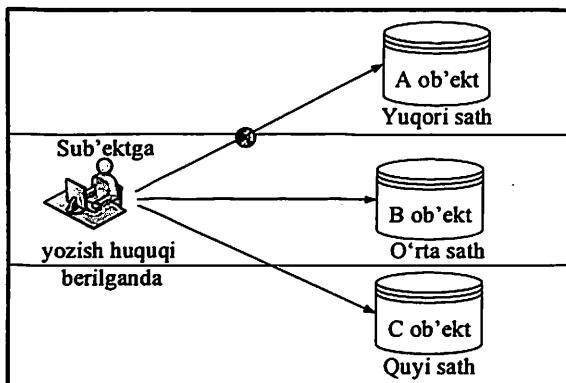 A ob’ekt
Yuqori sath
Sub’ektga
yozish huquqi
berilganda
B ob’ekt
O‘rta sath
C ob’ekt
Quyi sath